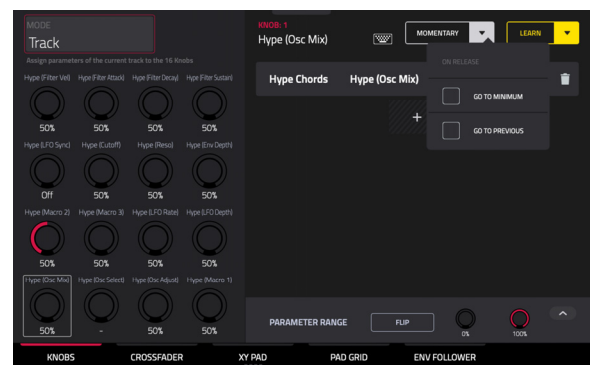 MODE
Track
Assign parameters of the current track to the 16 Knobs
Hype (Filter Vel) Hype (Filter Attack) Hype (Filter Decay) Hype (Filter Sustain)
50% 50% 50% 50%
Hype (LFO Sync) Hype (Cutoff) Hype (Reso) Hype (Env Depth)
Off 50% 50% 50%
Hype (Macro 2) Hype (Macro 3) Hype (LFO Rate) Hype (LFO Depth)
50% 50% 50% 50%
Hype (Osc Mix) Hype (Osc Select) Hype (Osc Adjust) Hype (Macro 1)
50% - 50% 50%
KNOB: 1
Hype (Osc Mix)
MOMENTARY
LEARN
ON RELEASE
GO TO MINIMUM
GO TO PREVIOUS
Hype Chords Hype (Osc Mix)
+
PARAMETER RANGE FLIP
0% 100%
KNOBS CROSSFADER XY PAD PAD GRID ENV FOLLOWER